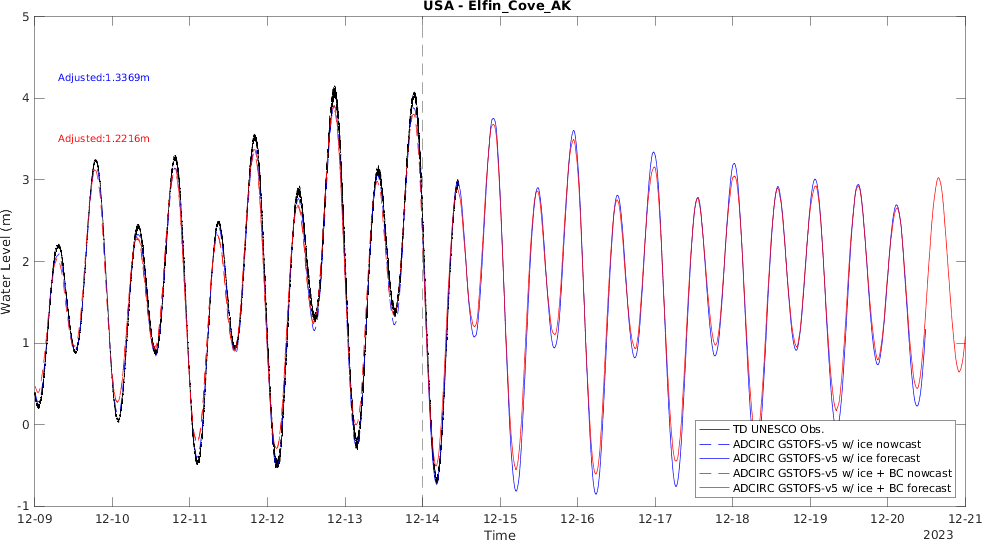 USA - Elfin_Cove_AK
5
4
3
2
1
0
-1
Water Level (m)
Adjusted:1.3369m
Adjusted:1.2216m
TD UNESCO Obs.
ADCIRC GSTOFS-v5 w/ ice nowcast
ADCIRC GSTOFS-v5 w/ ice forecast
ADCIRC GSTOFS-v5 w/ ice + BC nowcast
ADCIRC GSTOFS-v5 w/ ice + BC forecast
12-09 12-10 12-11 12-12 12-13 12-14 12-15 12-16 12-17 12-18 12-19 12-20 12-21
Time
2023